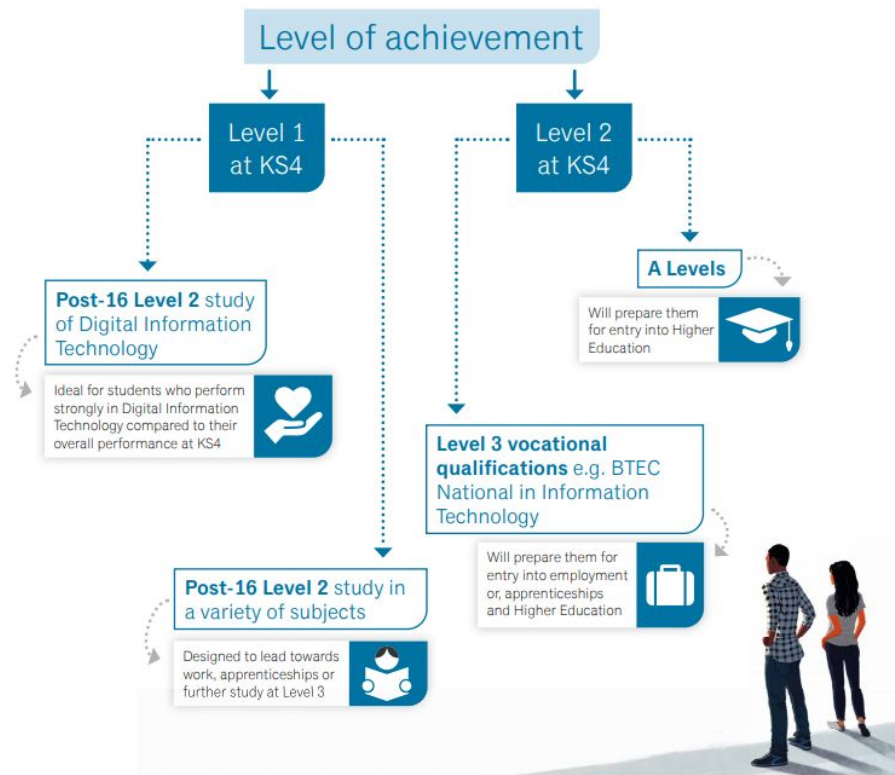 Level of achievement
Level 1
at KS4
Level 2
at KS4
Post-16 Level 2 study
of Digital Information
Technology
Ideal for students who perform
strongly in Digital Information
Technology compared to their
overall performance at KS4
Post-16 Level 2 study in
a variety of subjects
Designed to lead towards
work, apprenticeships or
further study at Level 3
A Levels
Will prepare them
for entry into Higher
Education
Level 3 vocational
qualifications e.g. BTEC
National in Information
Technology
Will prepare them for
entry into employment
or, apprenticeships
and Higher Education